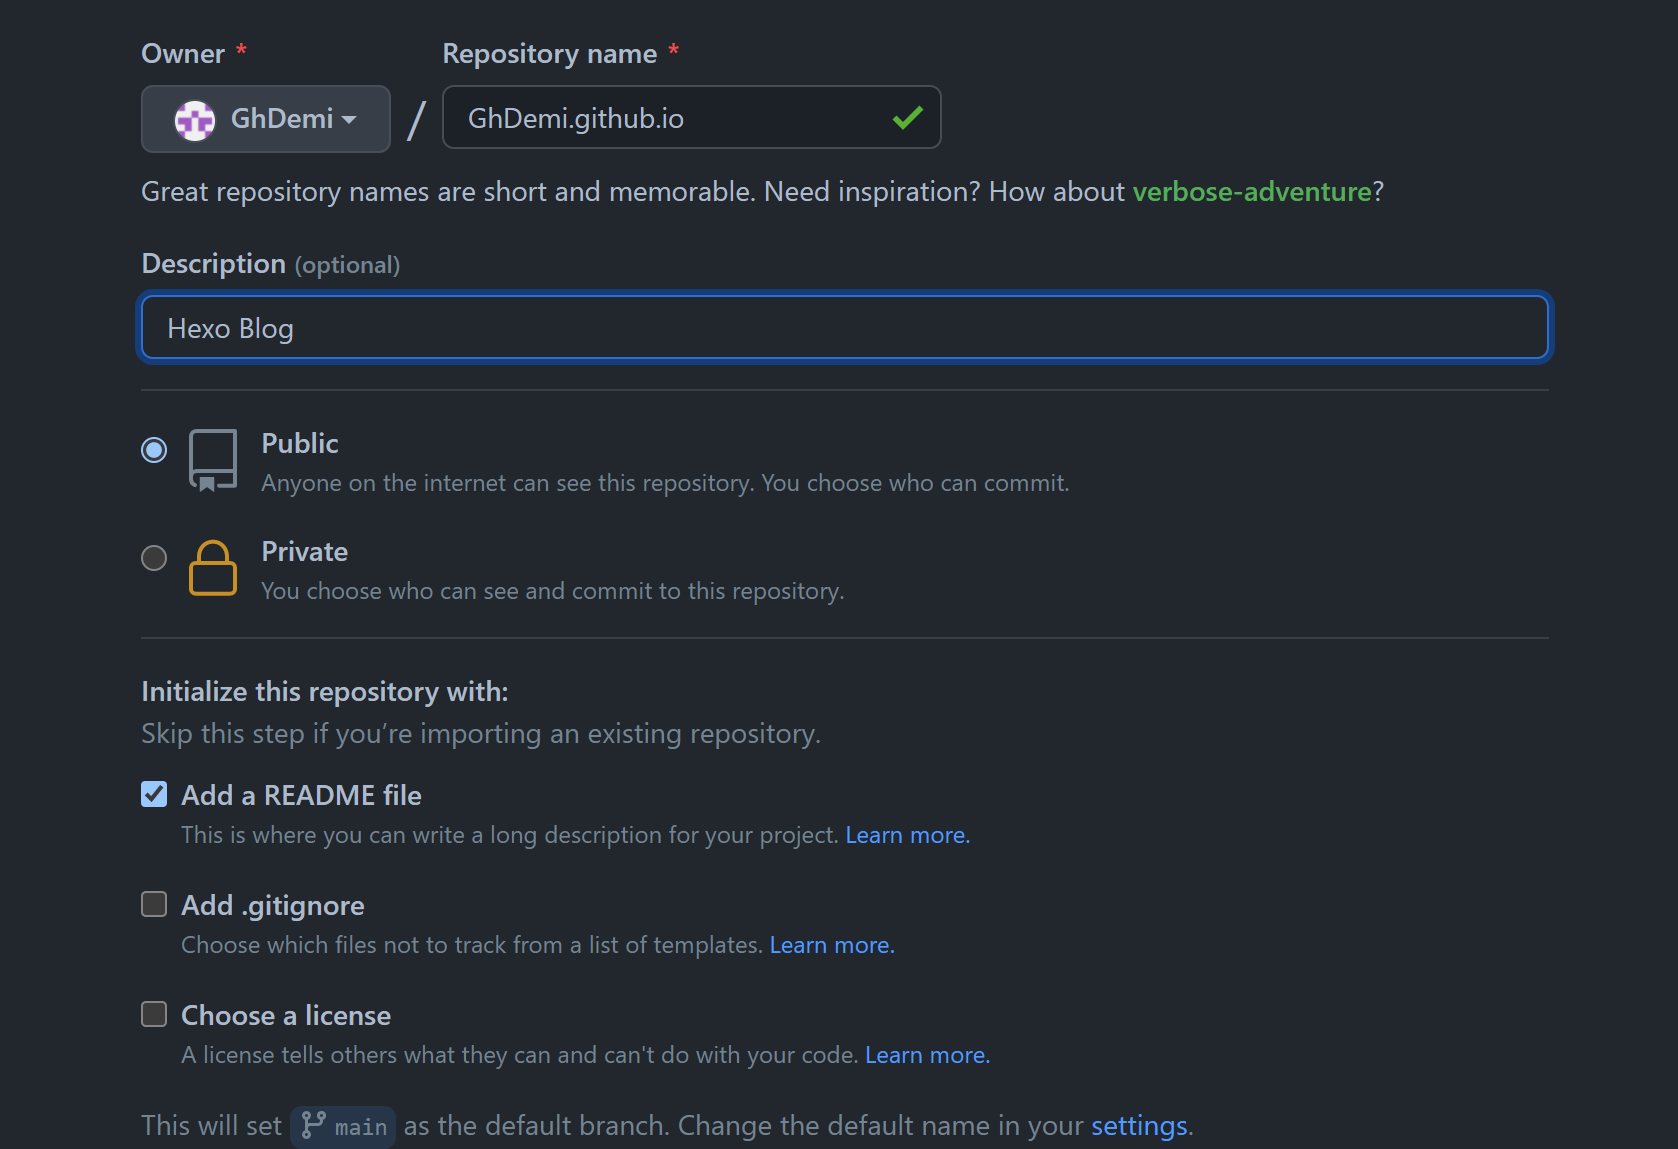 Owner *
Repository name *
GhDemi
/
GhDemi.github.io
Great repository names are short and memorable. Need inspiration? How about verbose-adventure?
Description (optional)
Hexo Blog
Public
Anyone on the internet can see this repository. You choose who can commit.
Private
You choose who can see and commit to this repository.
Initialize this repository with:
Skip this step if you’re importing an existing repository.
Add a README file
This is where you can write a long description for your project. Learn more.
Add .gitignore
Choose which files not to track from a list of templates. Learn more.
Choose a license
A license tells others what they can and can't do with your code. Learn more.
This will set main as the default branch. Change the default name in your settings.